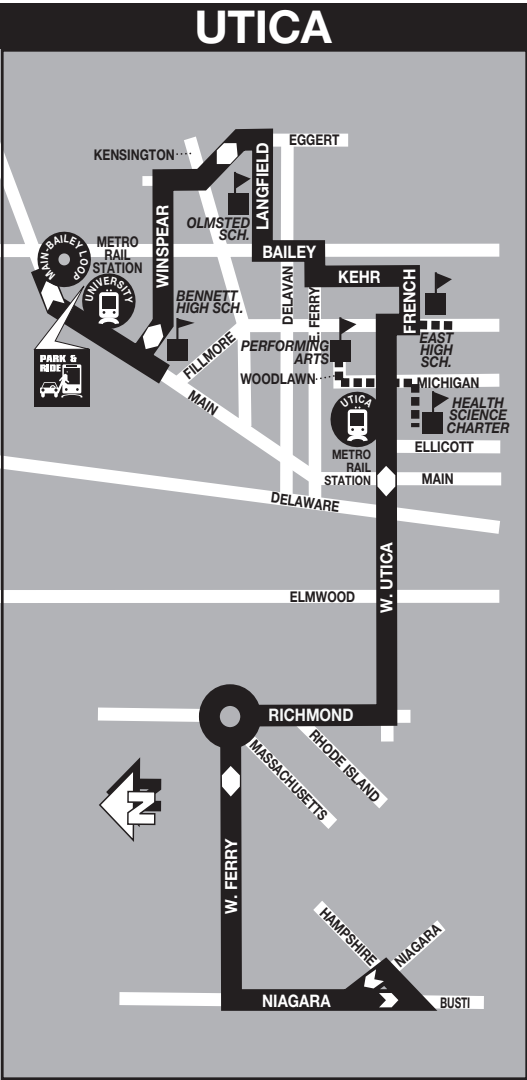 UTICA
EGGERT
KENSINGTON
LANGFIELD
OLMSTED
SCH.
WINSPEAR
METRO
RAIL
STATION
MAIN-BAILEY LOOP
UNIVERSITY
BAILEY
KEHR
DELAVAN
E. FERRY
FRENCH
BENNETT
HIGH SCH.
FILLMORE
PERFORMING
ARTS
EAST
HIGH
SCH.
PARK &
RIDE
WOODLAWN
MICHIGAN
MAIN
UTICA
HEALTH
SCIENCE
CHARTER
METRO
RAIL
STATION
ELLICOTT
MAIN
DELAWARE
W. UTICA
ELMWOOD
RICHMOND
MASSACHUSETTS
RHODE ISLAND
N
W. FERRY
HAMPSHIRE
NIAGARA
NIAGARA
BUSTI